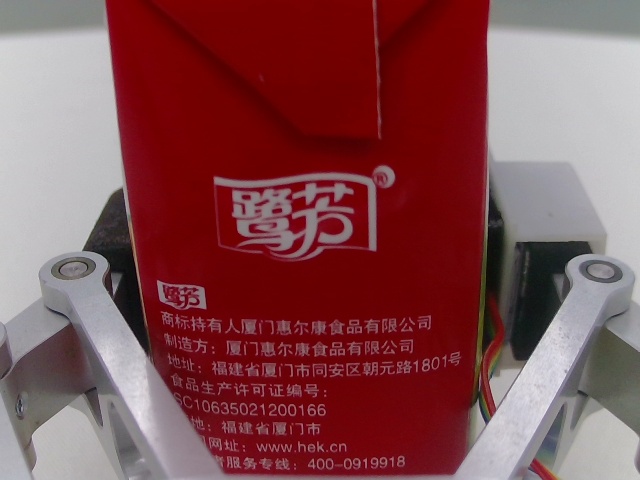 鹭芳®
鹭芳
商标持有人厦门惠尔康食品有限公司
制造方：厦门惠尔康食品有限公司
地址：福建省厦门市同安区朝元路1801号
食品生产许可证编号：
SC10635021200166
地：福建省厦门市
网址：www.hek.cn
者服务专线：400-0919918